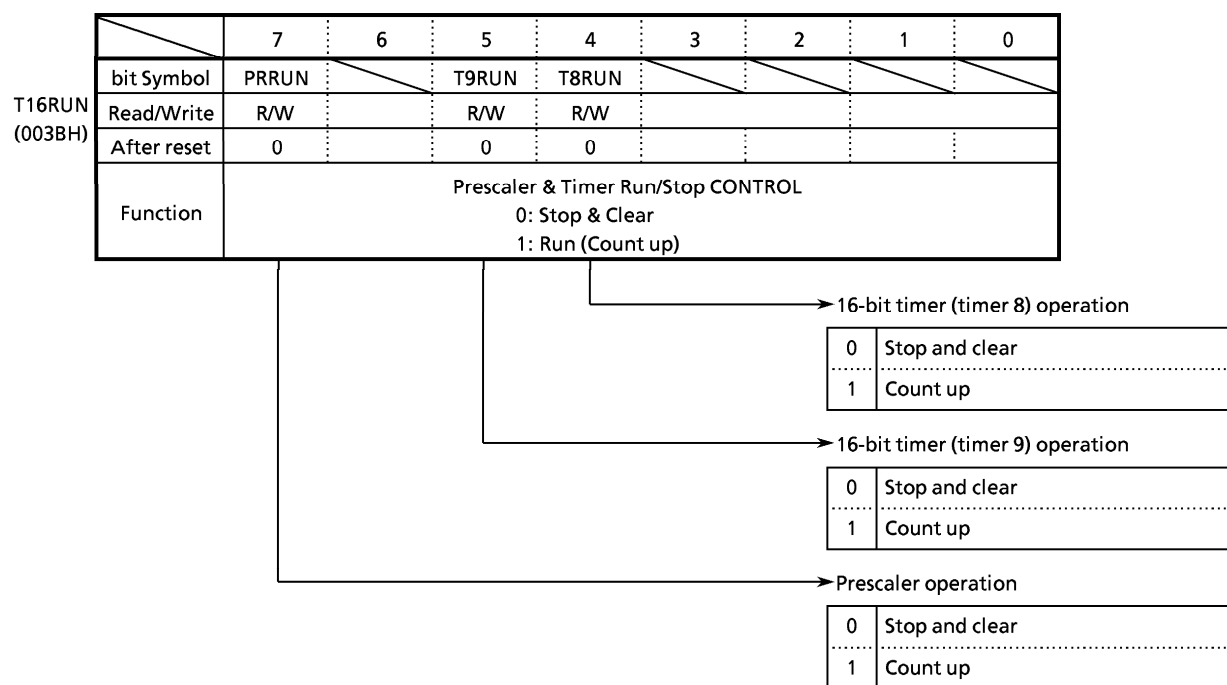 7 6 5 4 3 2 1 0
bit Symbol PRRUN T9RUN T8RUN
T16RUN
(003BH)
Read/Write R/W R/W R/W
After reset 0 0 0
Function
Prescaler & Timer Run/Stop CONTROL
0: Stop & Clear
1: Run (Count up)
16-bit timer (timer 8) operation
0 Stop and clear
1 Count up
16-bit timer (timer 9) operation
0 Stop and clear
1 Count up
Prescaler operation
0 Stop and clear
1 Count up